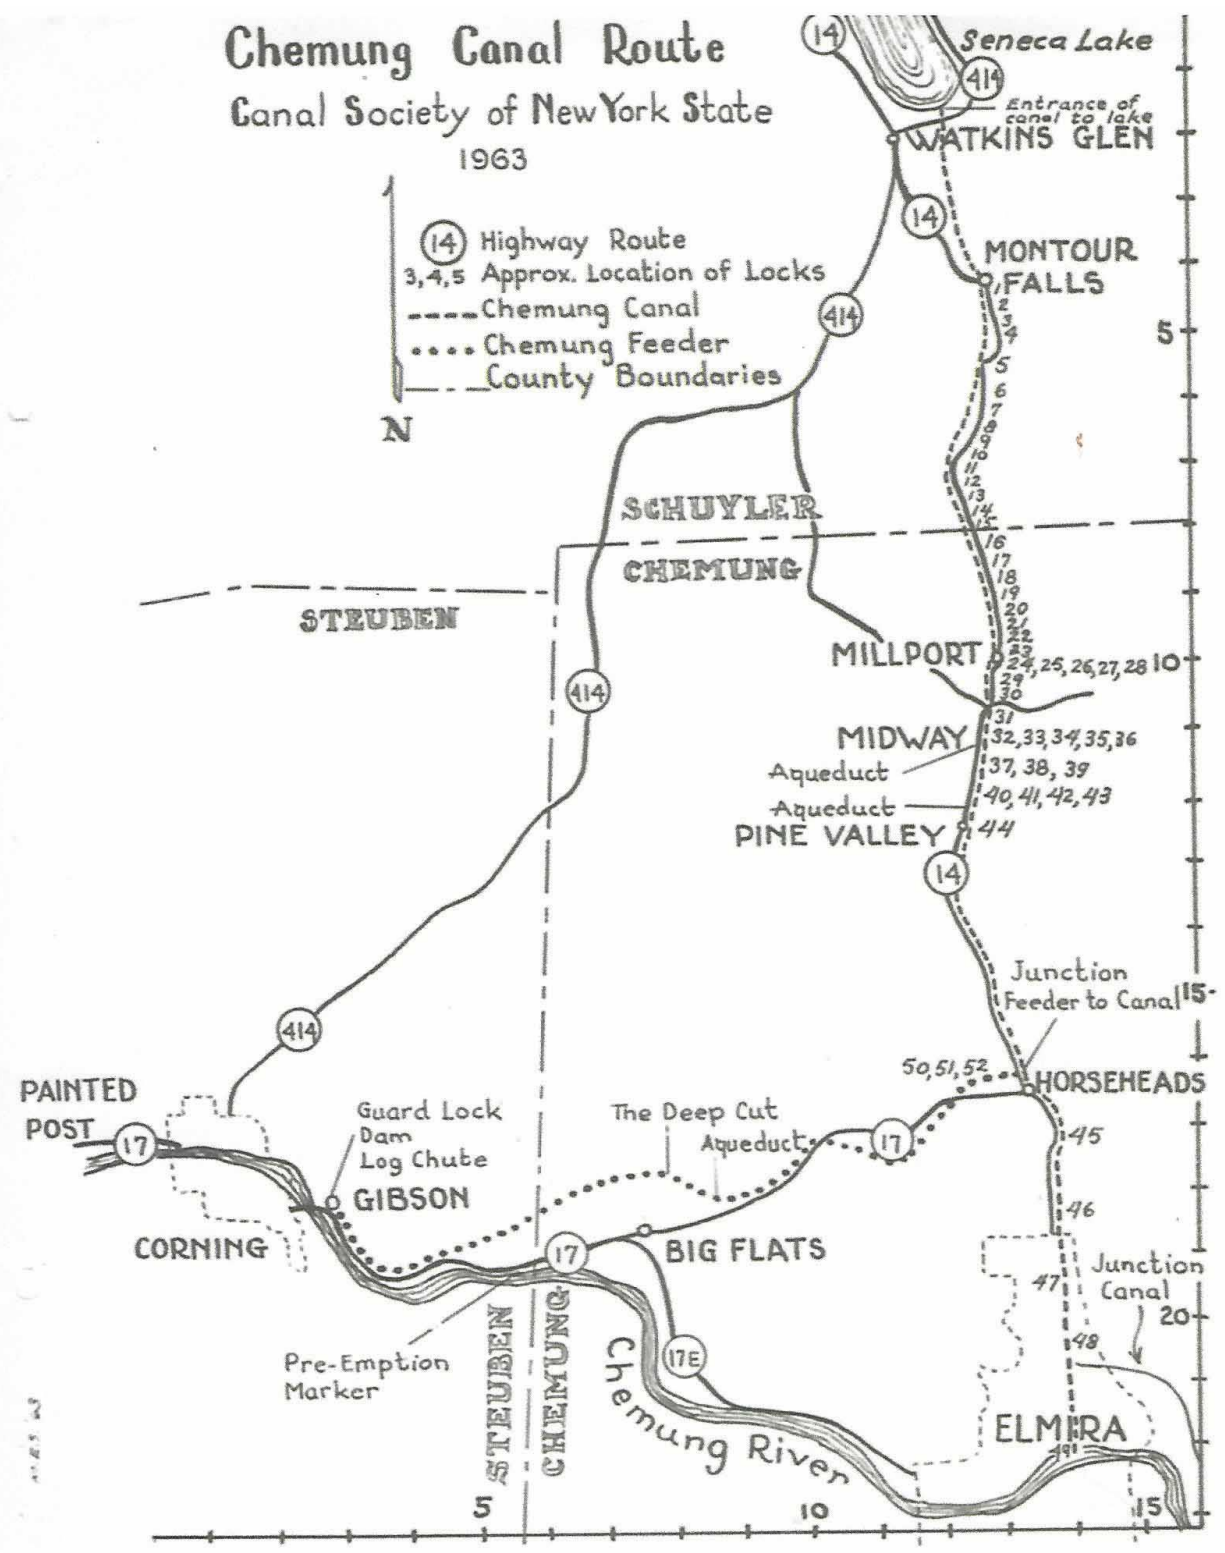 Chemung Canal Route
Canal Society of New York State
1963
14 Highway Route
3,4,5 Approx. Location of Locks
Chemung Canal
Chemung Feeder
County Boundaries
N
14
Seneca Lake
414
Entrance of
canal to lake
WATKINS GLEN
14
MONTOUR
FALLS
414
1
2
3
4
5
5
6
7
8
9
10
11
12
13
14
15
SCHUYLER
CHEMUNG
STEUBEN
16
17
18
19
20
21
22
23
MILLPORT
24, 25, 26, 27, 28
10
29
30
414
31
MIDWAY
32,33,34,35,36
Aqueduct
37, 38, 39
Aqueduct
40,41,42,43
PINE VALLEY
44
14
Junction
Feeder to Canal
15
414
50,51,52
HORSEHEADS
PAINTED
POST
17
Guard Lock
Dam
Log Chute
GIBSON
CORNING
The Deep Cut
Aqueduct
17
45
46
17
BIG FLATS
47
Junction
Canal
20
48
Pre-Emption
Marker
STEUBEN
CHEMUNG
17E
Chemung River
ELMIRA
49
5
10
15